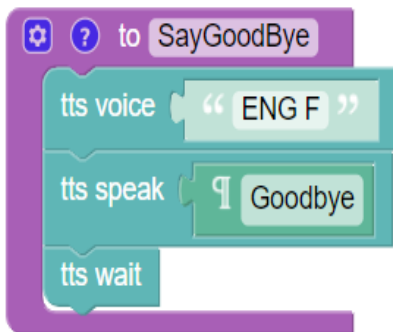 ? to SayGoodBye
tts voice “ ENG F ”
tts speak ¶ Goodbye
tts wait